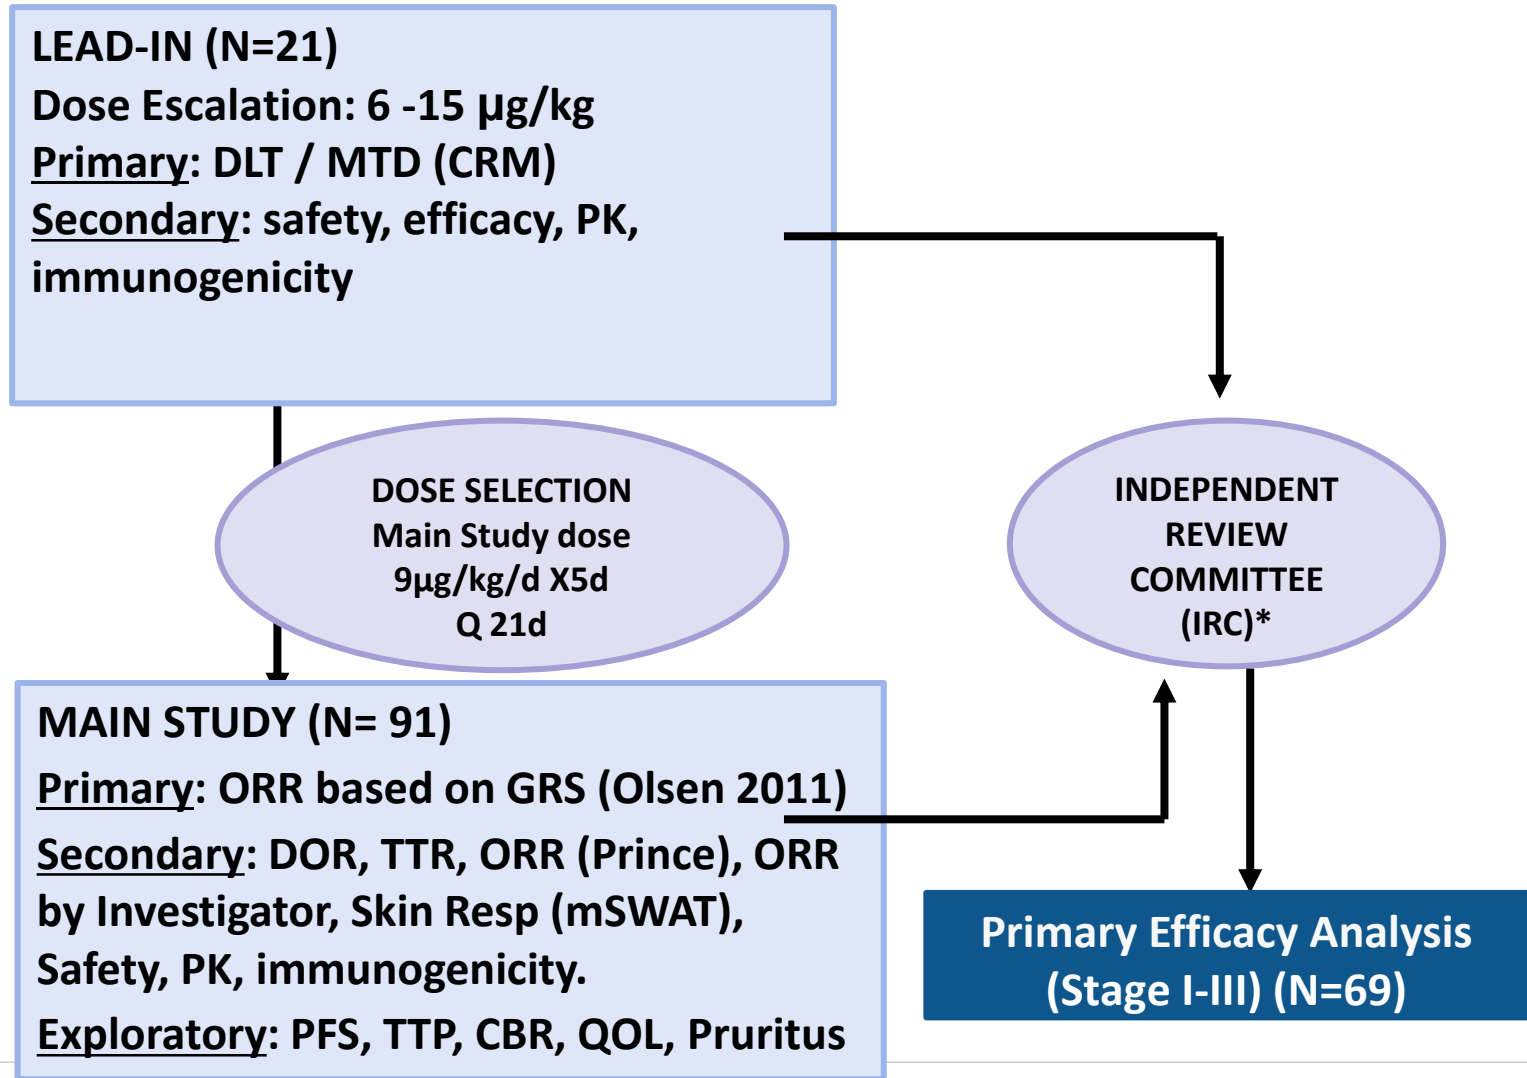 LEAD-IN (N=21)
Dose Escalation: 6 -15 µg/kg
Primary: DLT / MTD (CRM)
Secondary: safety, efficacy, PK,
immunogenicity
DOSE SELECTION
Main Study dose
9µg/kg/d X5d
Q 21d
INDEPENDENT
REVIEW
COMMITTEE
(IRC)*
MAIN STUDY (N= 91)
Primary: ORR based on GRS (Olsen 2011)
Secondary: DOR, TTR, ORR (Prince), ORR
by Investigator, Skin Resp (mSWAT),
Safety, PK, immunogenicity.
Exploratory: PFS, TTP, CBR, QOL, Pruritus
Primary Efficacy Analysis
(Stage I-III) (N=69)